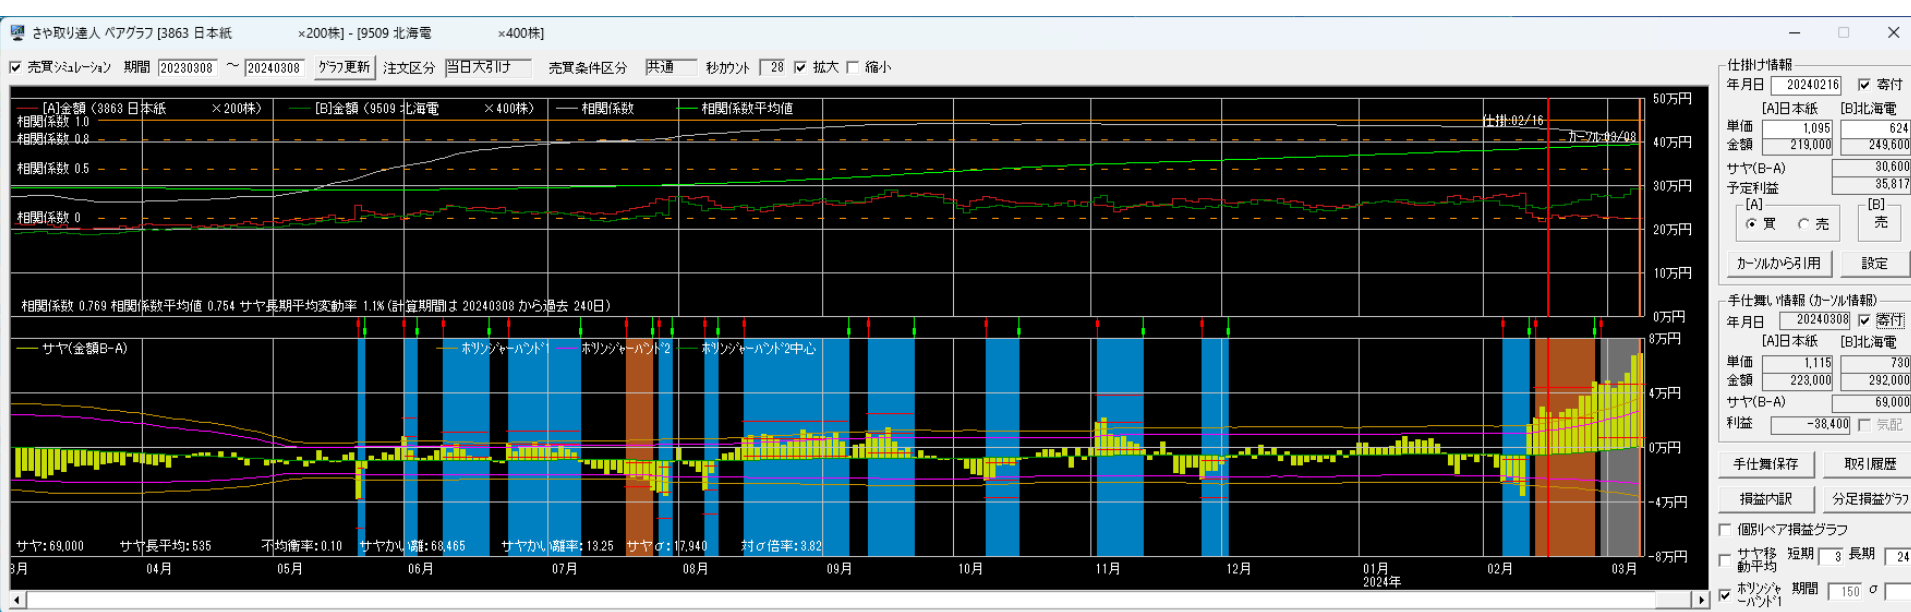 さや取り達人 ペアグラフ [3863 日本紙 ×200株] - [9509 北海電 ×400株]
売買ｼﾐｭﾚｰｼｮﾝ 期間 20230308 ～ 20240308 ｸﾞﾗﾌ更新 注文区分 当日大引け 売買条件区分 共通 秒ｶｳﾝﾄ 28 拡大 縮小
[A]金額 (3863 日本紙 ×200株) [B]金額 (9509 北海電 ×400株) 相関係数 相関係数平均値
相関係数 1.0
相関係数 0.8
相関係数 0.5
相関係数 0
仕掛:02/16
ｶｰｿﾙ:03/08
50万円
40万円
30万円
20万円
10万円
0万円
相関係数 0.769 相関係数平均値 0.754 サヤ長期平均変動率 1.1% (計算期間は 20240308 から過去 240日)
サヤ(金額B-A) ﾎﾞﾘﾝｼﾞｬｰﾊﾞﾝﾄﾞ1 ﾎﾞﾘﾝｼﾞｬｰﾊﾞﾝﾄﾞ2 ﾎﾞﾘﾝｼﾞｬｰﾊﾞﾝﾄﾞ2中心
8万円
4万円
0万円
-4万円
-8万円
サヤ:69,000 サヤ長平均:535 不均衡率:0.10 サヤかい離:68,465 サヤかい離率:13.25 サヤσ:17,940 対σ倍率:3.82
3月 04月 05月 06月 07月 08月 09月 10月 11月 12月 01月 02月 03月
2024年
仕掛け情報
年月日 20240216 寄付
[A]日本紙 [B]北海電
単価 1,095 624
金額 219,000 249,600
サヤ(B-A) 30,600
予定利益 35,817
[A] [B]
買 売 売
ｶｰｿﾙから引用 設定
手仕舞い情報 (ｶｰｿﾙ情報)
年月日 20240308 寄付
[A]日本紙 [B]北海電
単価 1,115 730
金額 223,000 292,000
サヤ(B-A) 69,000
利益 -38,400 気配
手仕舞保存 取引履歴
損益内訳 分足損益ｸﾞﾗﾌ
個別ペア損益グラフ
サヤ移動平均 短期 3 長期 24
ﾎﾞﾘﾝｼﾞｬｰﾊﾞﾝﾄﾞ1 期間 150 σ